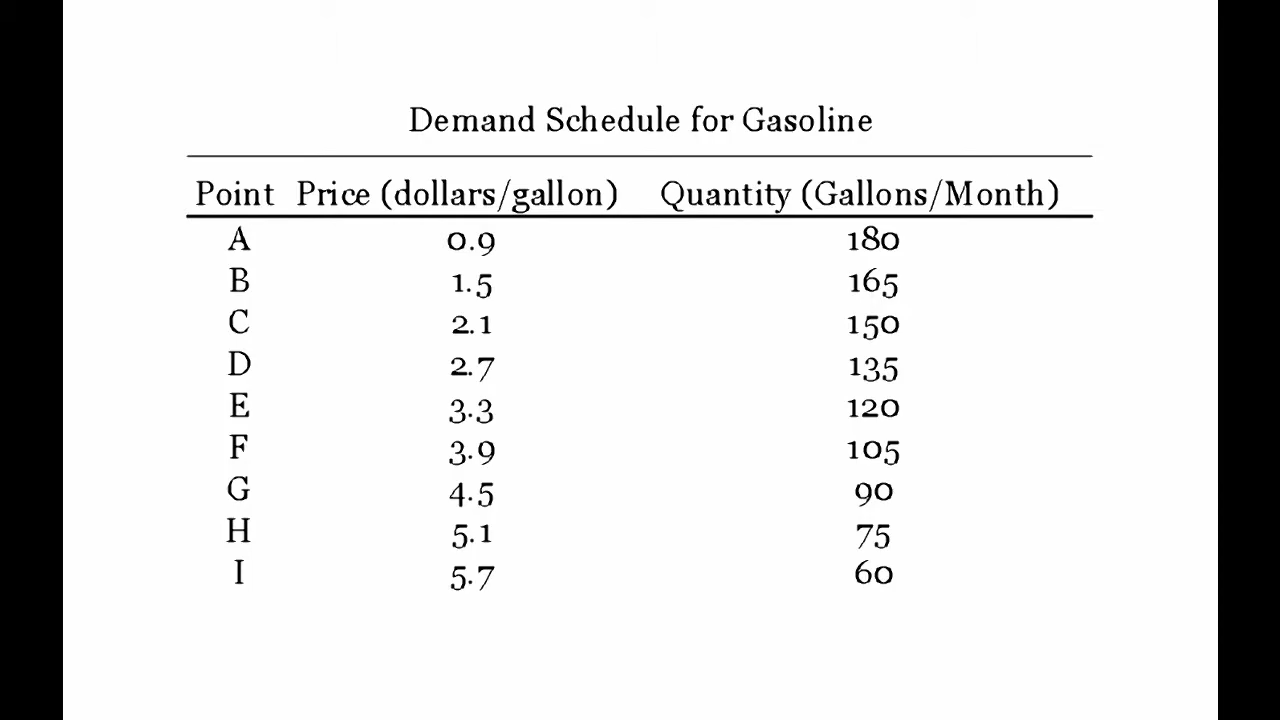 Demand Schedule for Gasoline
Point Price (dollars/gallon) Quantity (Gallons/Month)
A 0.9 180
B 1.5 165
C 2.1 150
D 2.7 135
E 3.3 120
F 3.9 105
G 4.5 90
H 5.1 75
I 5.7 60